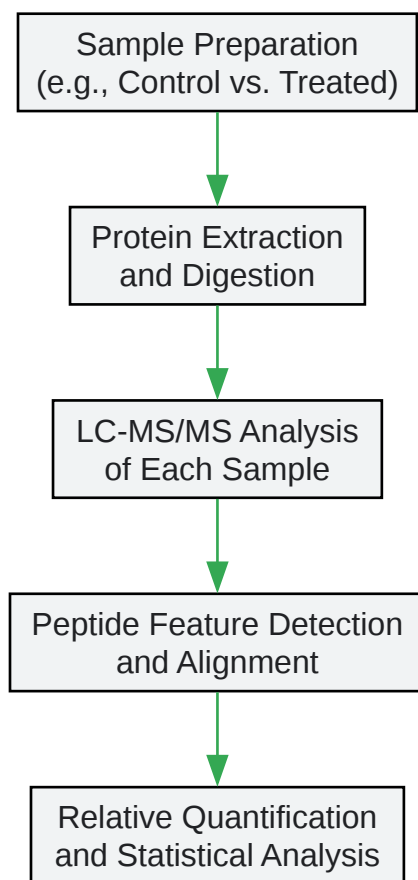 Sample Preparation
(e.g., Control vs. Treated)
Protein Extraction
and Digestion
LC-MS/MS Analysis
of Each Sample
Peptide Feature Detection
and Alignment
Relative Quantification
and Statistical Analysis